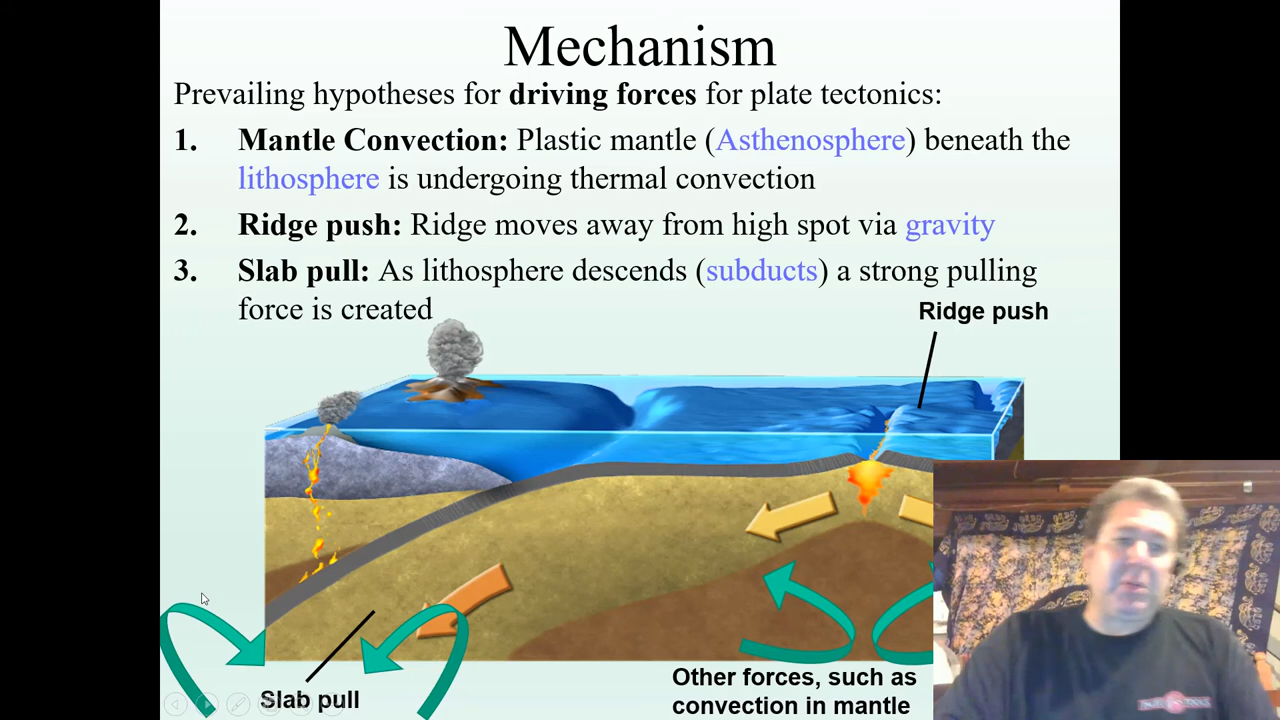 Mechanism
Prevailing hypotheses for driving forces for plate tectonics:
1. Mantle Convection: Plastic mantle (Asthenosphere) beneath the
lithosphere is undergoing thermal convection
2. Ridge push: Ridge moves away from high spot via gravity
3. Slab pull: As lithosphere descends (subducts) a strong pulling
force is created
Ridge push
Slab pull
Other forces, such as
convection in mantle